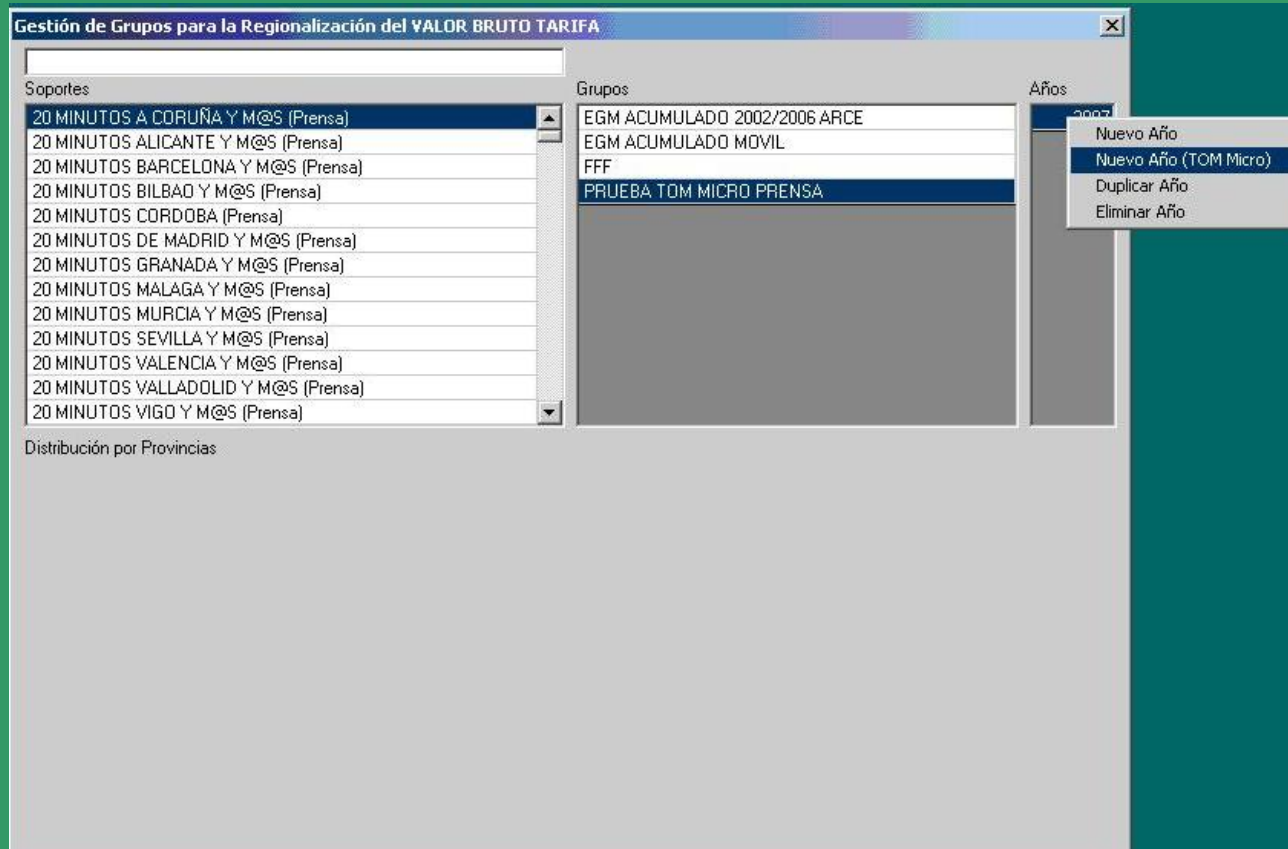 Gestión de Grupos para la Regionalización del VALOR BRUTO TARIFA
Soportes
Grupos
Años
20 MINUTOS A CORUÑA Y M@S (Prensa)
20 MINUTOS ALICANTE Y M@S (Prensa)
20 MINUTOS BARCELONA Y M@S (Prensa)
20 MINUTOS BILBAO Y M@S (Prensa)
20 MINUTOS CORDOBA (Prensa)
20 MINUTOS DE MADRID Y M@S (Prensa)
20 MINUTOS GRANADA Y M@S (Prensa)
20 MINUTOS MALAGA Y M@S (Prensa)
20 MINUTOS MURCIA Y M@S (Prensa)
20 MINUTOS SEVILLA Y M@S (Prensa)
20 MINUTOS VALENCIA Y M@S (Prensa)
20 MINUTOS VALLADOLID Y M@S (Prensa)
20 MINUTOS VIGO Y M@S (Prensa)
EGM ACUMULADO 2002/2006 ARCE
EGM ACUMULADO MOVIL
FFF
PRUEBA TOM MICRO PRENSA
2007
Nuevo Año
Nuevo Año (TOM Micro)
Duplicar Año
Eliminar Año
Distribución por Provincias